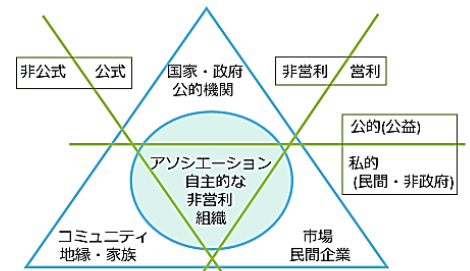 非公式 公式
国家・政府
公的機関
非営利 営利
公的(公益)
私的
(民間・非政府)
アソシエーション
自主的な
非営利
組織
コミュニティ
地縁・家族
市場
民間企業